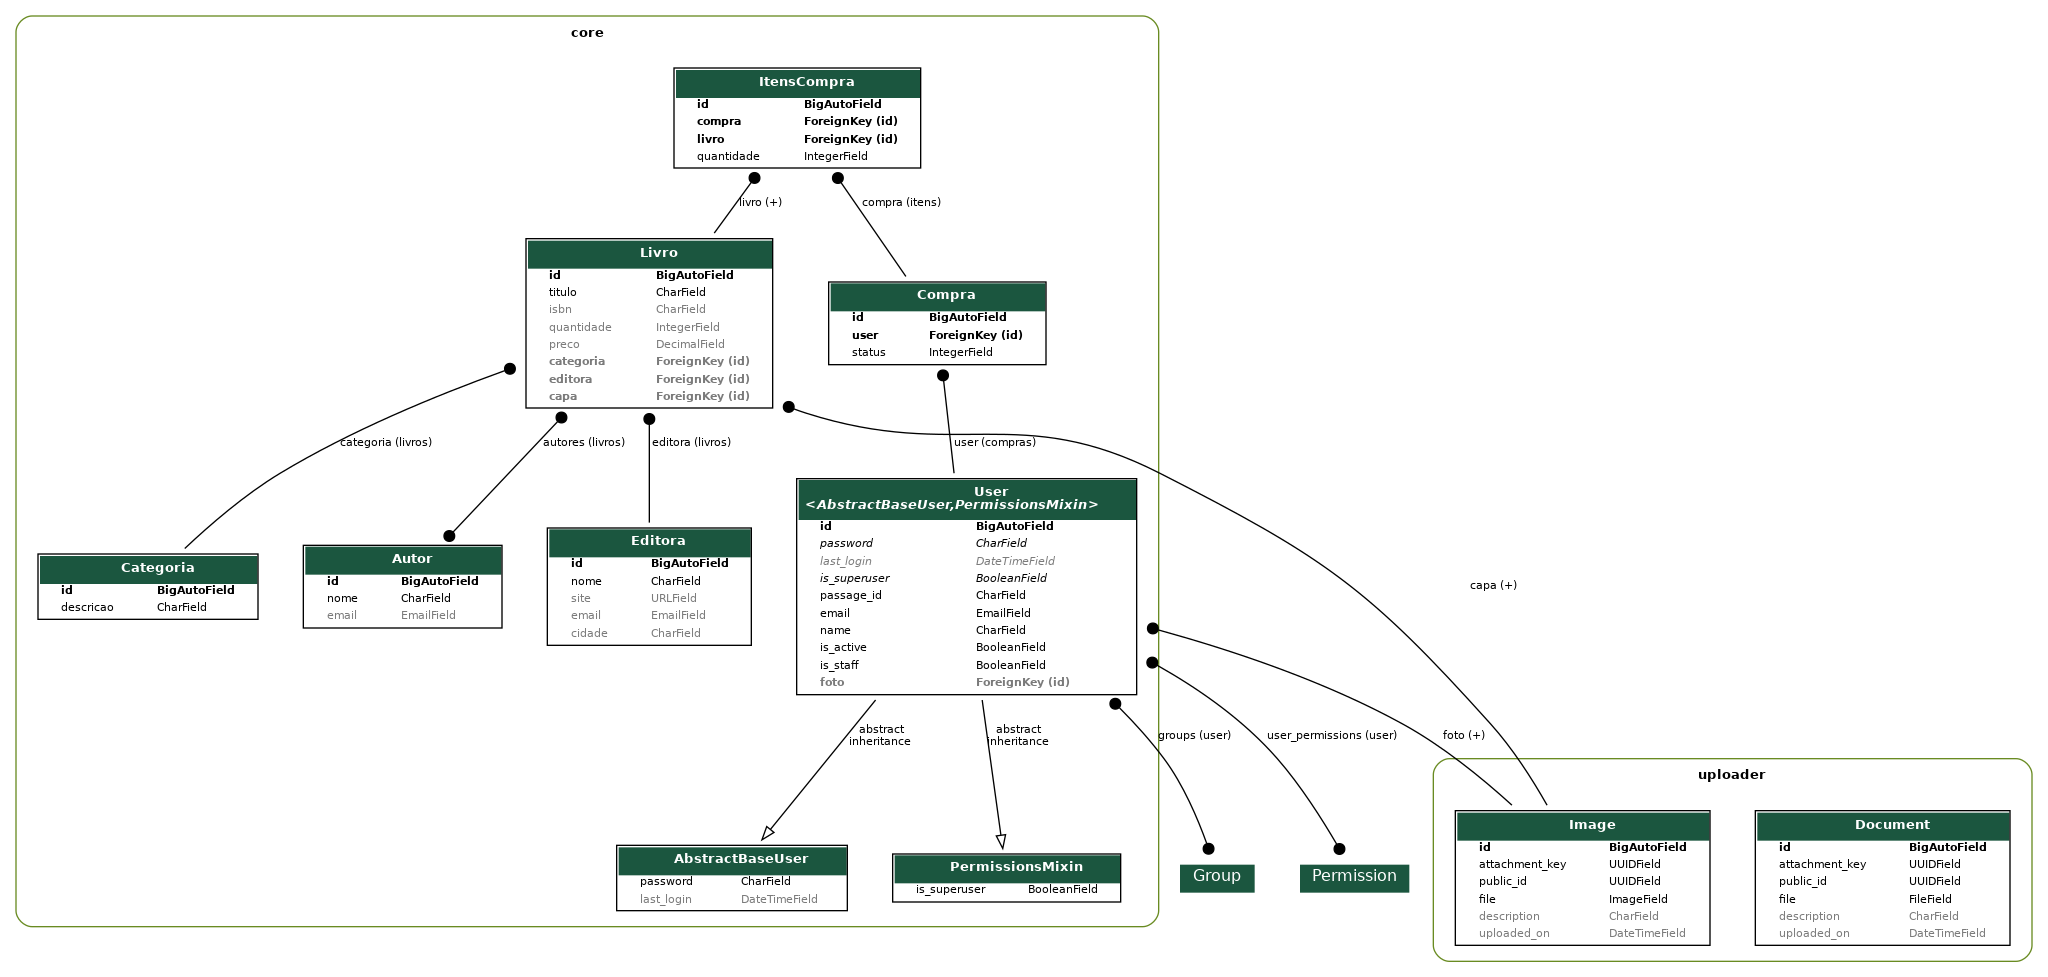 core
ItensCompra
id BigAutoField
compra ForeignKey (id)
livro ForeignKey (id)
quantidade IntegerField
livro (+)
compra (itens)
Livro
id BigAutoField
titulo CharField
isbn CharField
quantidade IntegerField
preco DecimalField
categoria ForeignKey (id)
editora ForeignKey (id)
capa ForeignKey (id)
Compra
id BigAutoField
user ForeignKey (id)
status IntegerField
categoria (livros)
autores (livros)
editora (livros)
user (compras)
Categoria
id BigAutoField
descricao CharField
Autor
id BigAutoField
nome CharField
email EmailField
Editora
id BigAutoField
nome CharField
site URLField
email EmailField
cidade CharField
User
<AbstractBaseUser,PermissionsMixin>
id BigAutoField
password CharField
last_login DateTimeField
is_superuser BooleanField
passage_id CharField
email EmailField
name CharField
is_active BooleanField
is_staff BooleanField
foto ForeignKey (id)
capa (+)
abstract
inheritance
abstract
inheritance
groups (user)
user_permissions (user)
foto (+)
AbstractBaseUser
password CharField
last_login DateTimeField
PermissionsMixin
is_superuser BooleanField
Group
Permission
uploader
Image
id BigAutoField
attachment_key UUIDField
public_id UUIDField
file ImageField
description CharField
uploaded_on DateTimeField
Document
id BigAutoField
attachment_key UUIDField
public_id UUIDField
file FileField
description CharField
uploaded_on DateTimeField